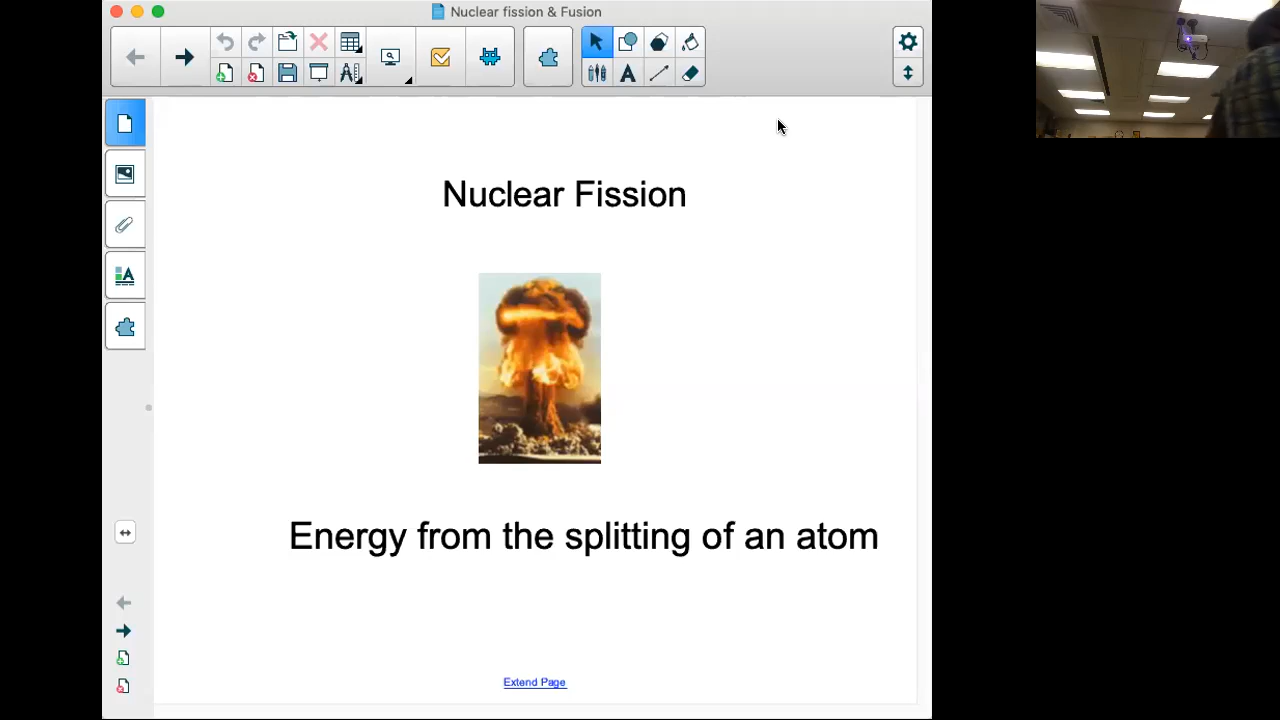 Nuclear fission & Fusion
Nuclear Fission
Energy from the splitting of an atom
Extend Page